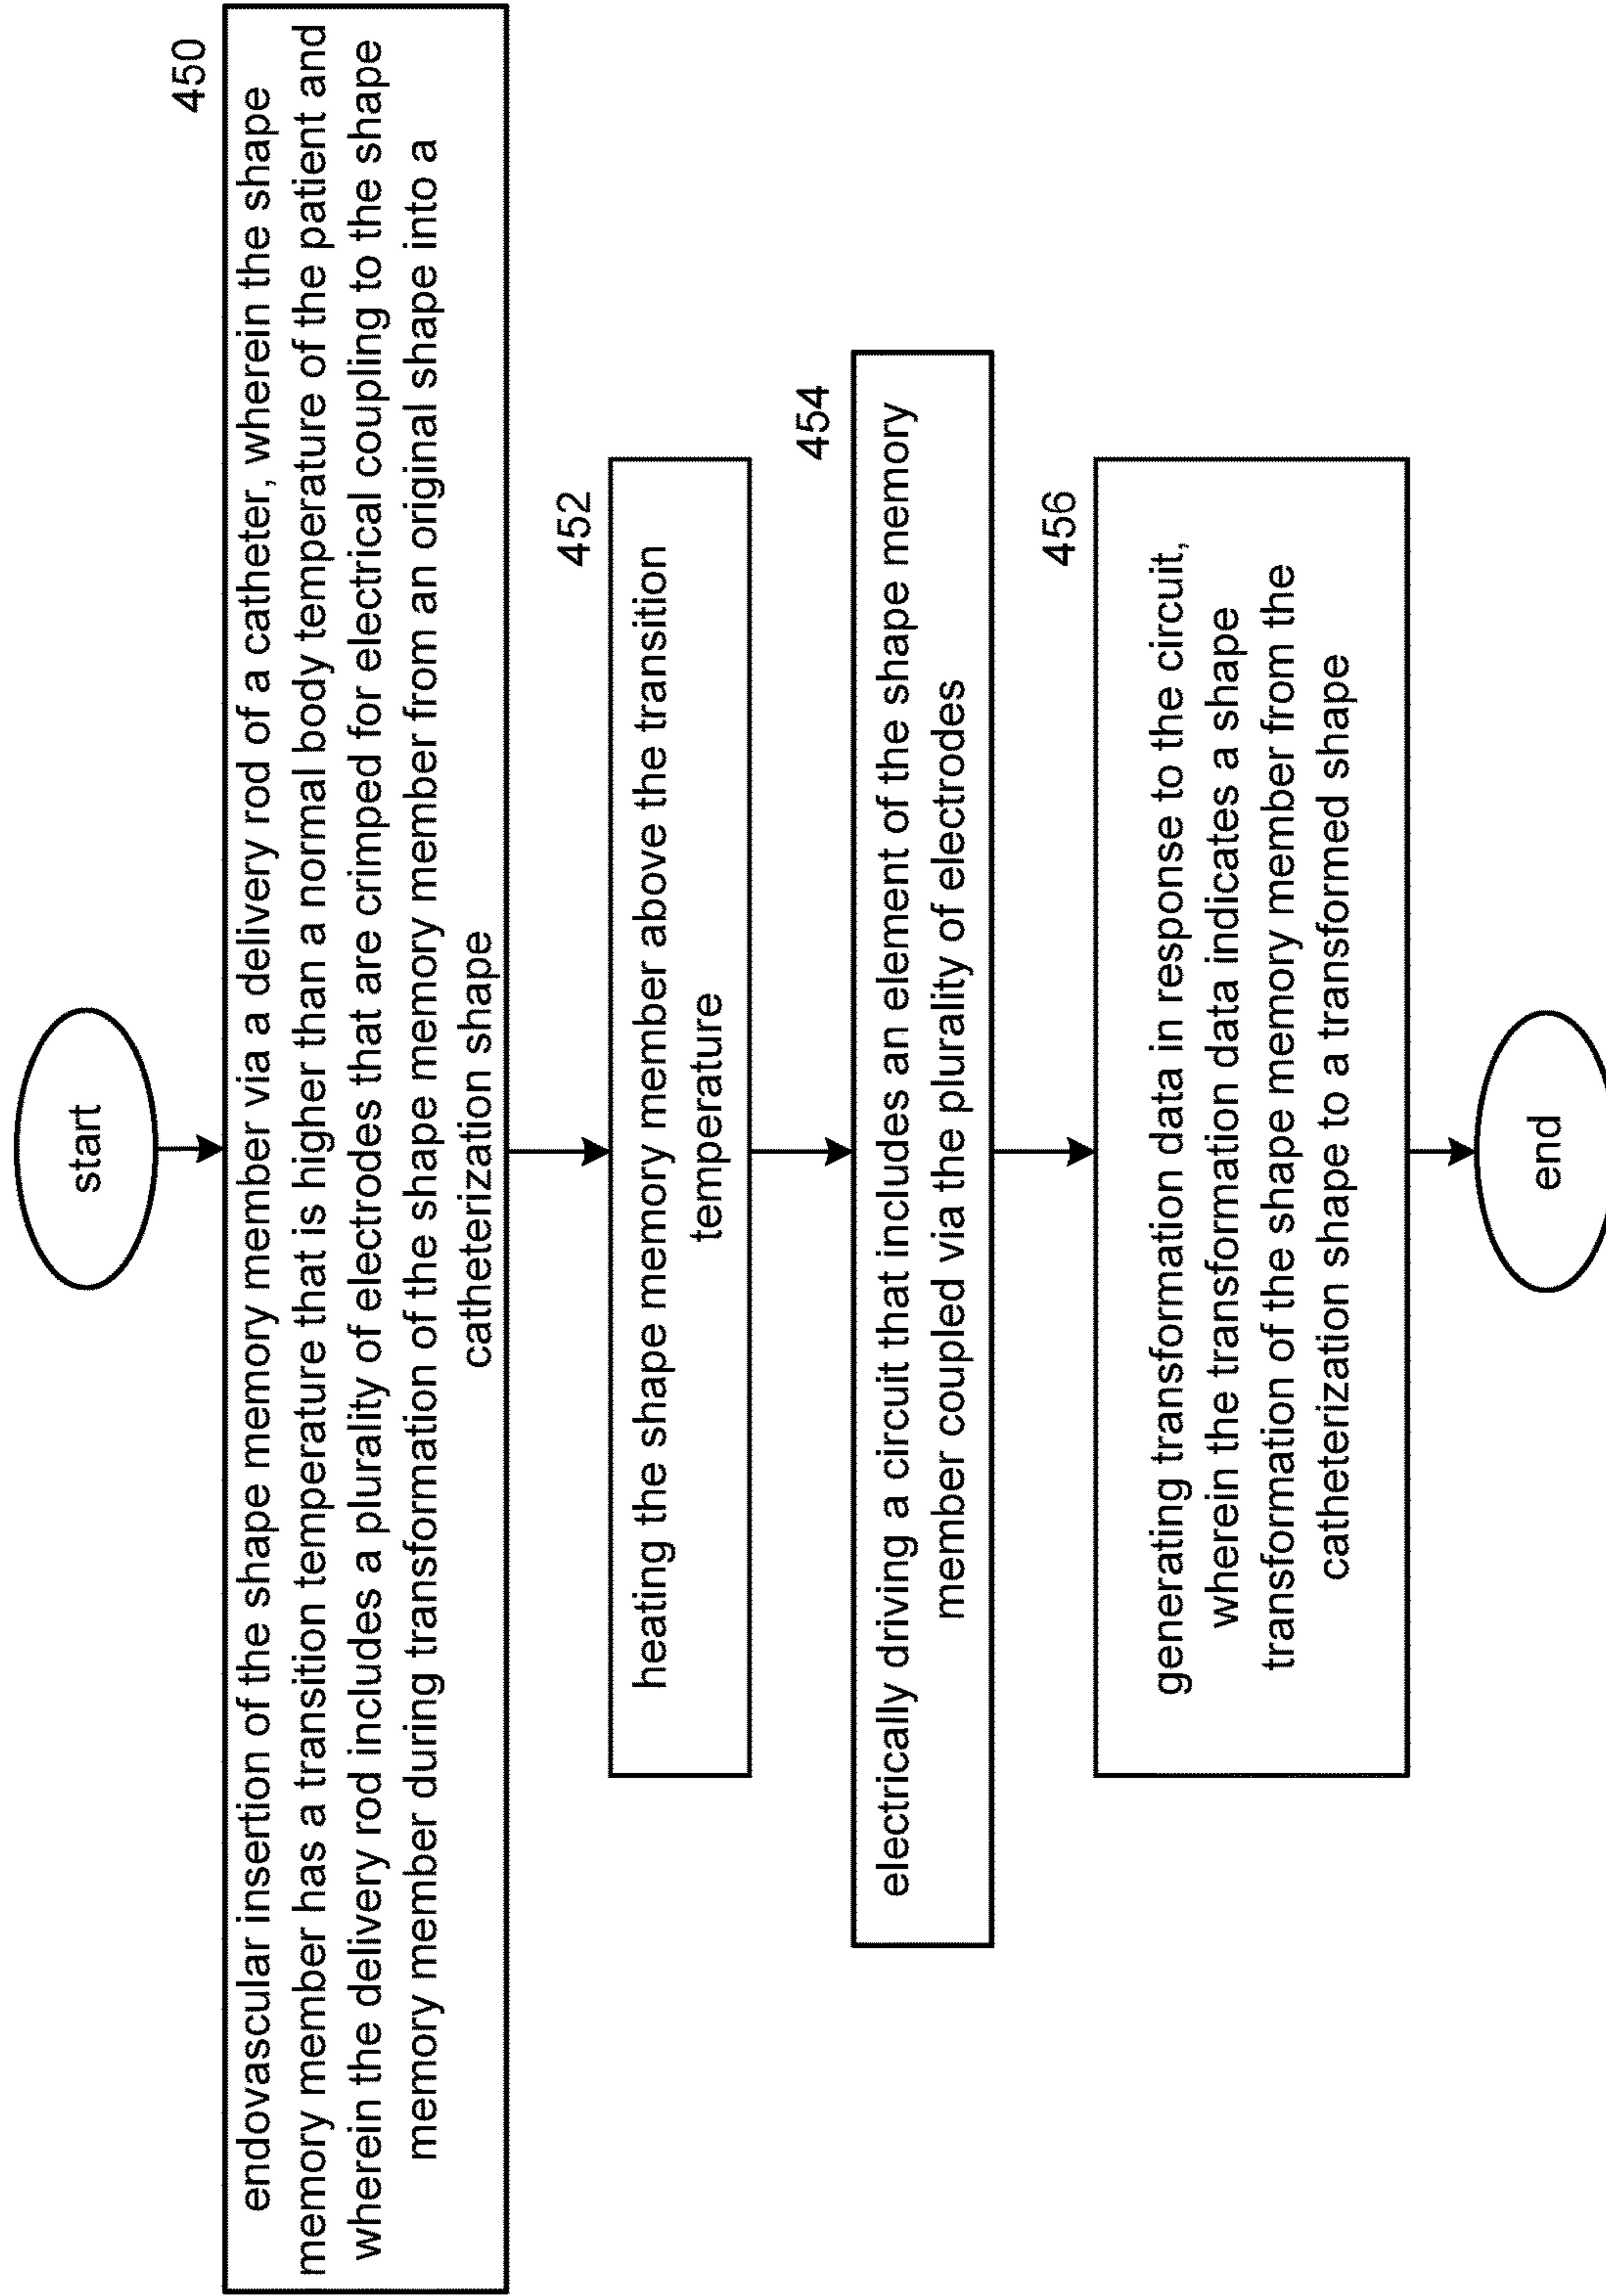 start
450
endovascular insertion of the shape memory member via a delivery rod of a catheter, wherein the shape
memory member has a transition temperature that is higher than a normal body temperature of the patient and
wherein the delivery rod includes a plurality of electrodes that are crimped for electrical coupling to the shape
memory member during transformation of the shape memory member from an original shape into a
catheterization shape
452
heating the shape memory member above the transition
temperature
454
electrically driving a circuit that includes an element of the shape memory
member coupled via the plurality of electrodes
456
generating transformation data in response to the circuit,
wherein the transformation data indicates a shape
transformation of the shape memory member from the
catheterization shape to a transformed shape
end